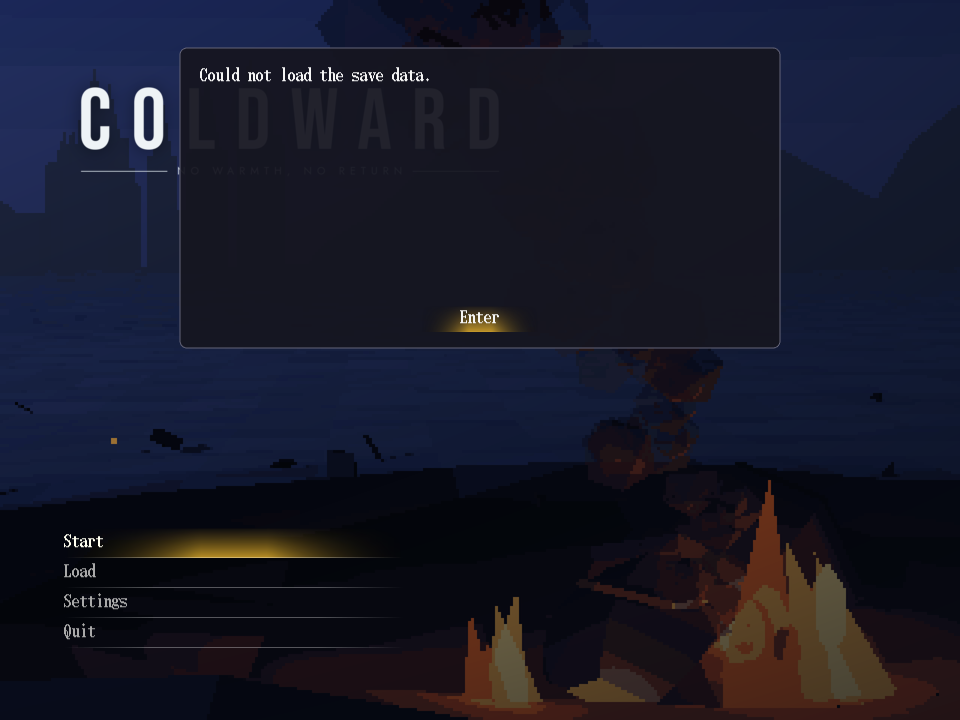 Could not load the save data.
COLDWARD
NO WARMTH, NO RETURN
Enter
Start
Load
Settings
Quit